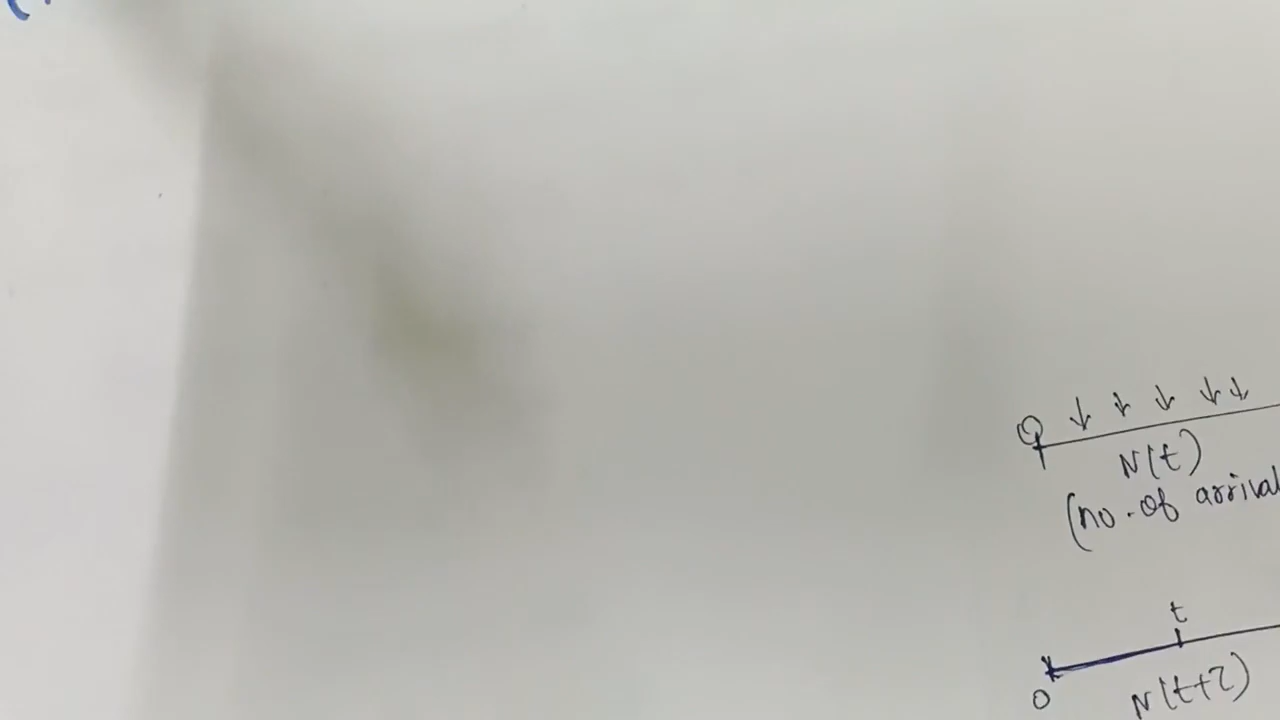 0 ↓ ↓ ↓ ↓ ↓
N(t)
(no. of arrival
t
0
N(t+τ)